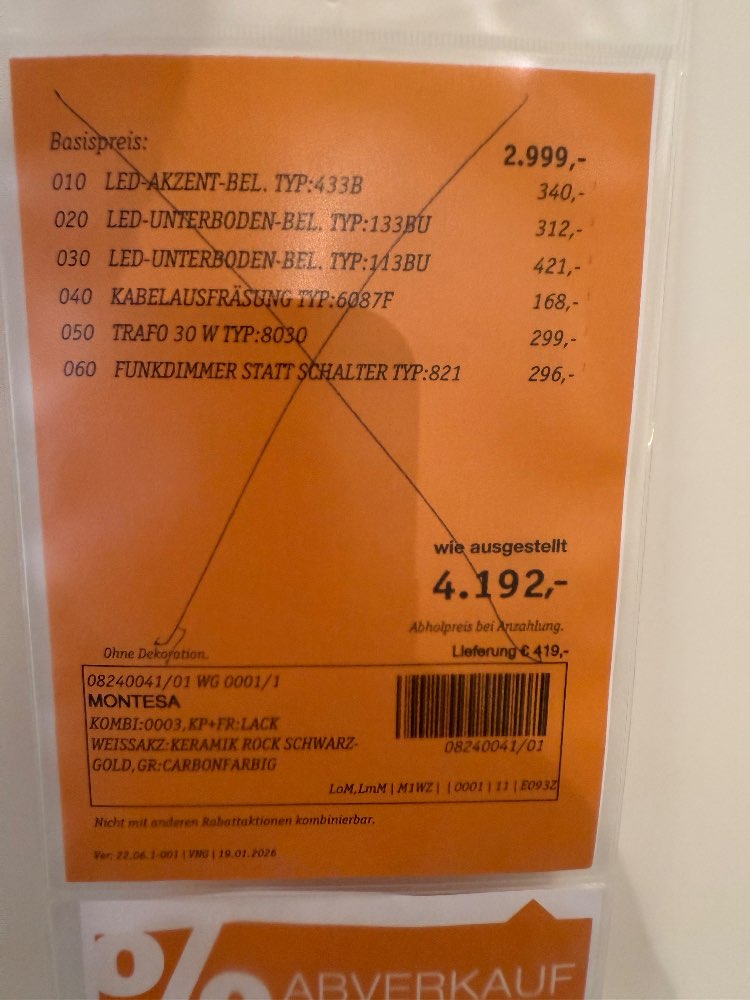 Basispreis: 2.999,-
010 LED-AKZENT-BEL. TYP:433B 340,-
020 LED-UNTERBODEN-BEL. TYP:133BU 312,-
030 LED-UNTERBODEN-BEL. TYP:113BU 421,-
040 KABELAUSFRÄSUNG TYP:6087F 168,-
050 TRAFO 30 W TYP:8030 299,-
060 FUNKDIMMER STATT SCHALTER TYP:821 296,-
wie ausgestellt
4.192,-
Abholpreis bei Anzahlung.
Ohne Dekoration. Lieferung € 419,-
08240041/01 WG 0001/1
MONTESA
KOMBI:0003,KP+FR:LACK
WEISSAKZ:KERAMIK ROCK SCHWARZ-
GOLD,GR:CARBONFARBIG
08240041/01
LoM,LmM | M1WZ | | 0001 | 11 | E093Z
Nicht mit anderen Rabattaktionen kombinierbar.
Ver: 22.06.1-001 | VNG | 19.01.2026
% ABVERKAUF